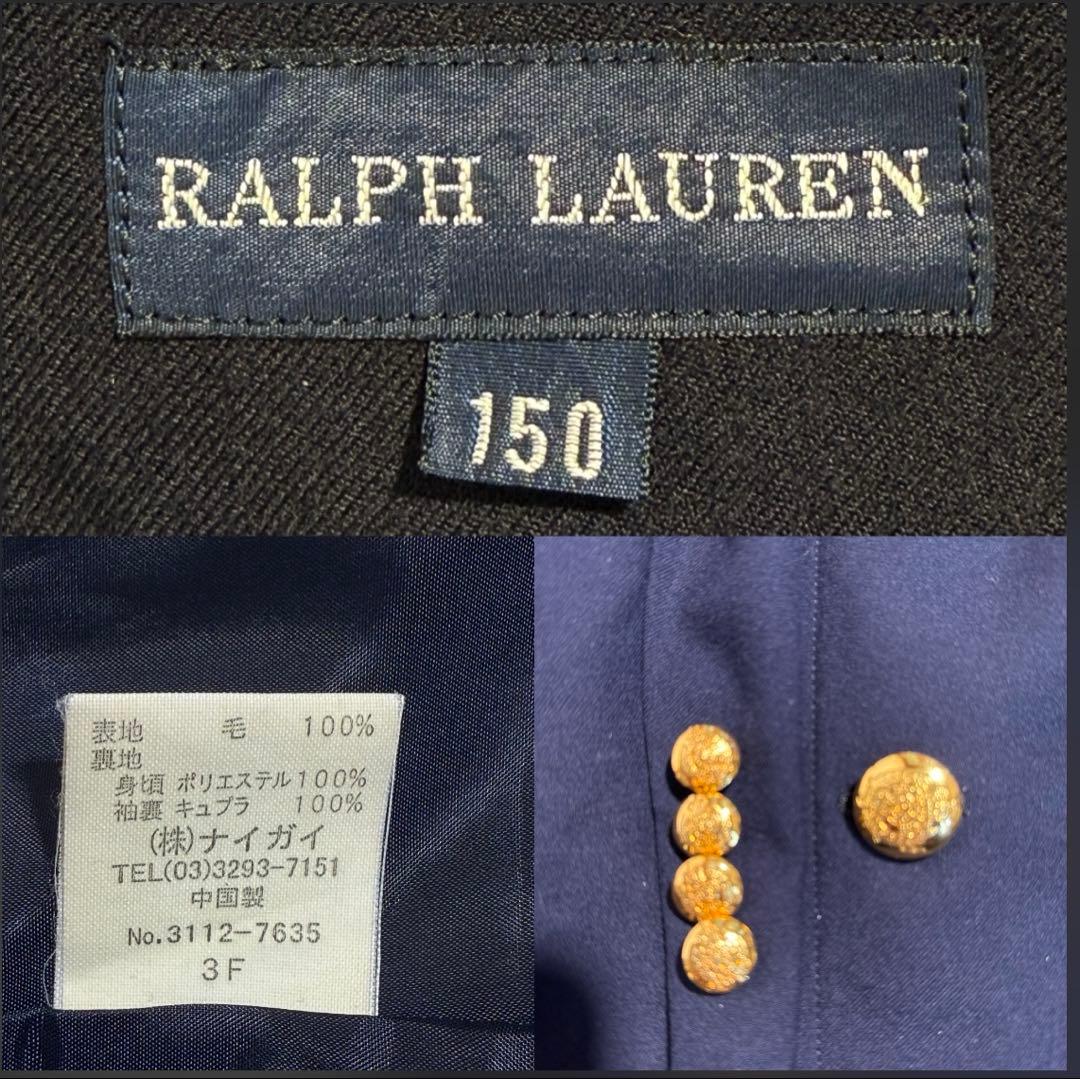 RALPH LAUREN
150
表地 毛 100%
裏地
身頃 ポリエステル100%
袖裏 キュプラ 100%
(株)ナイガイ
TEL(03)3293-7151
中国製
No.3112-7635
3F